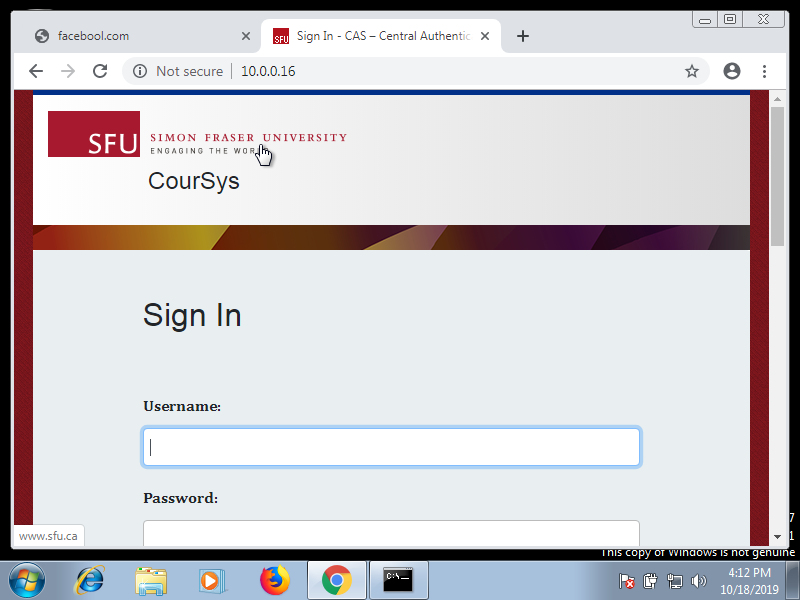 facebool.com
Sign In - CAS – Central Authentic
Not secure
10.0.0.16
SFU
SIMON FRASER UNIVERSITY
ENGAGING THE WOR
CourSys
Sign In
Username:
Password:
www.sfu.ca
7
1
This copy of Windows is not genuine
C:\_
4:12 PM
10/18/2019